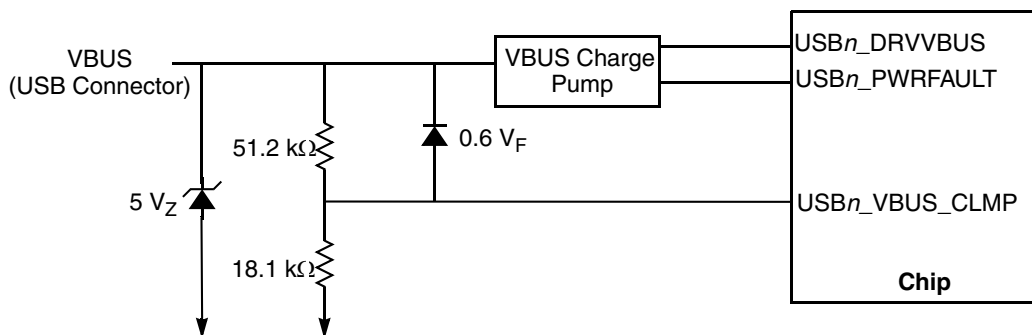 VBUS
(USB Connector)
VBUS Charge
Pump
USBn_DRVVBUS
USBn_PWRFAULT
51.2 kΩ
0.6 VF
5 VZ
USBn_VBUS_CLMP
18.1 kΩ
Chip